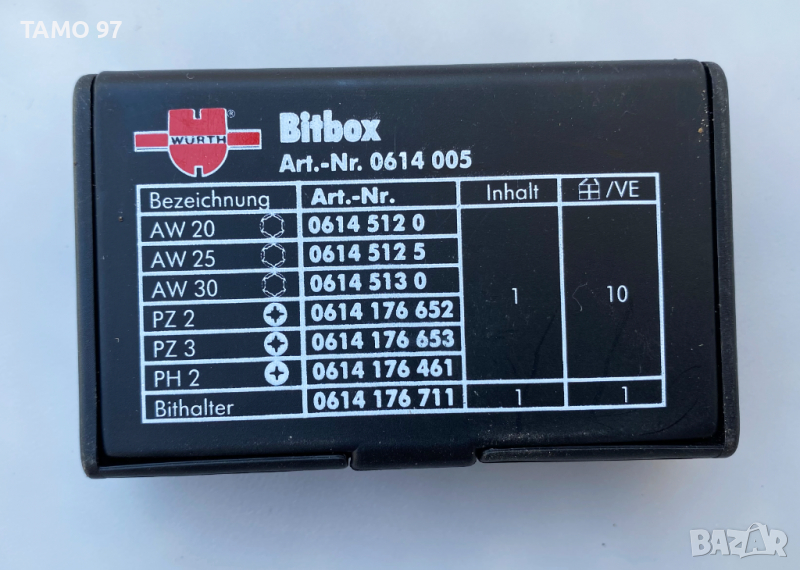 TAMO 97
WÜRTH ®
Bitbox
Art.-Nr. 0614 005
Bezeichnung Art.-Nr. Inhalt /VE
AW 20 0614 512 0
AW 25 0614 512 5
AW 30 0614 513 0
1 10
PZ 2 0614 176 652
PZ 3 0614 176 653
PH 2 0614 176 461
Bithalter 0614 176 711 1 1
BAZAR